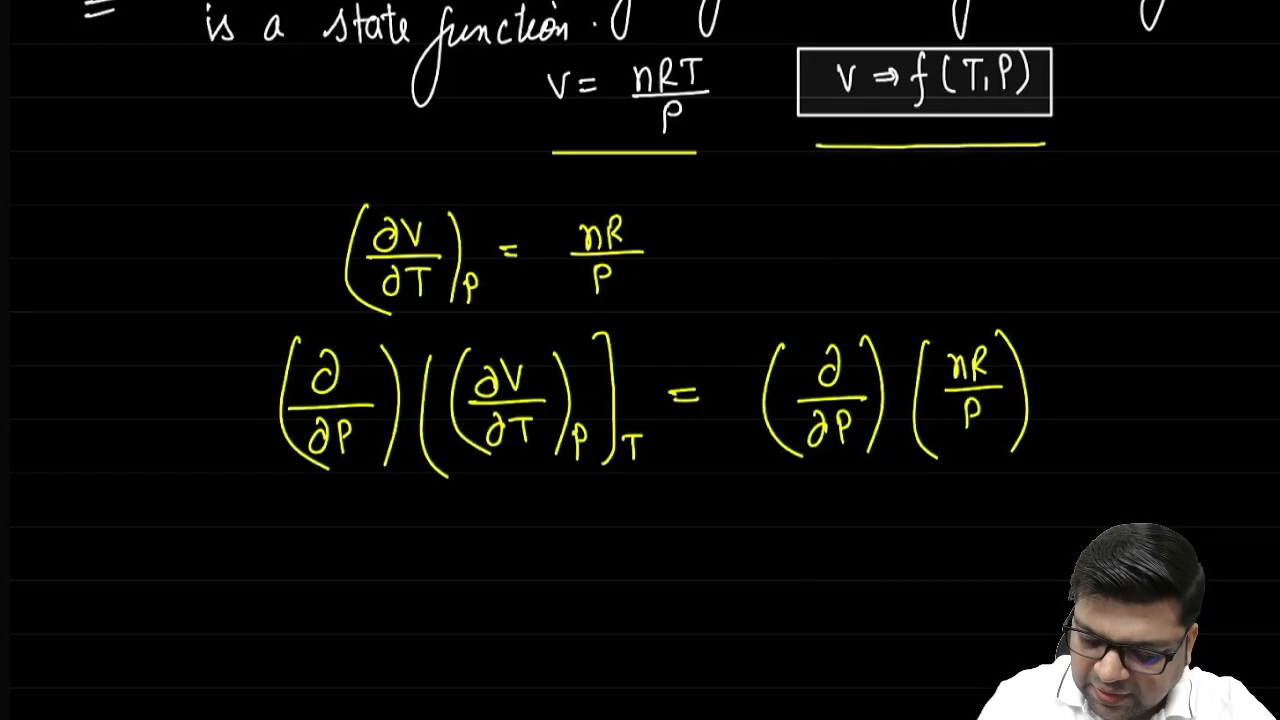 is a state function.
V = nRT/P V ⇒ f(T,P)
(∂V/∂T)_P = nR/P
(∂/∂P)((∂V/∂T)_P]_T = (∂/∂P)(nR/P)